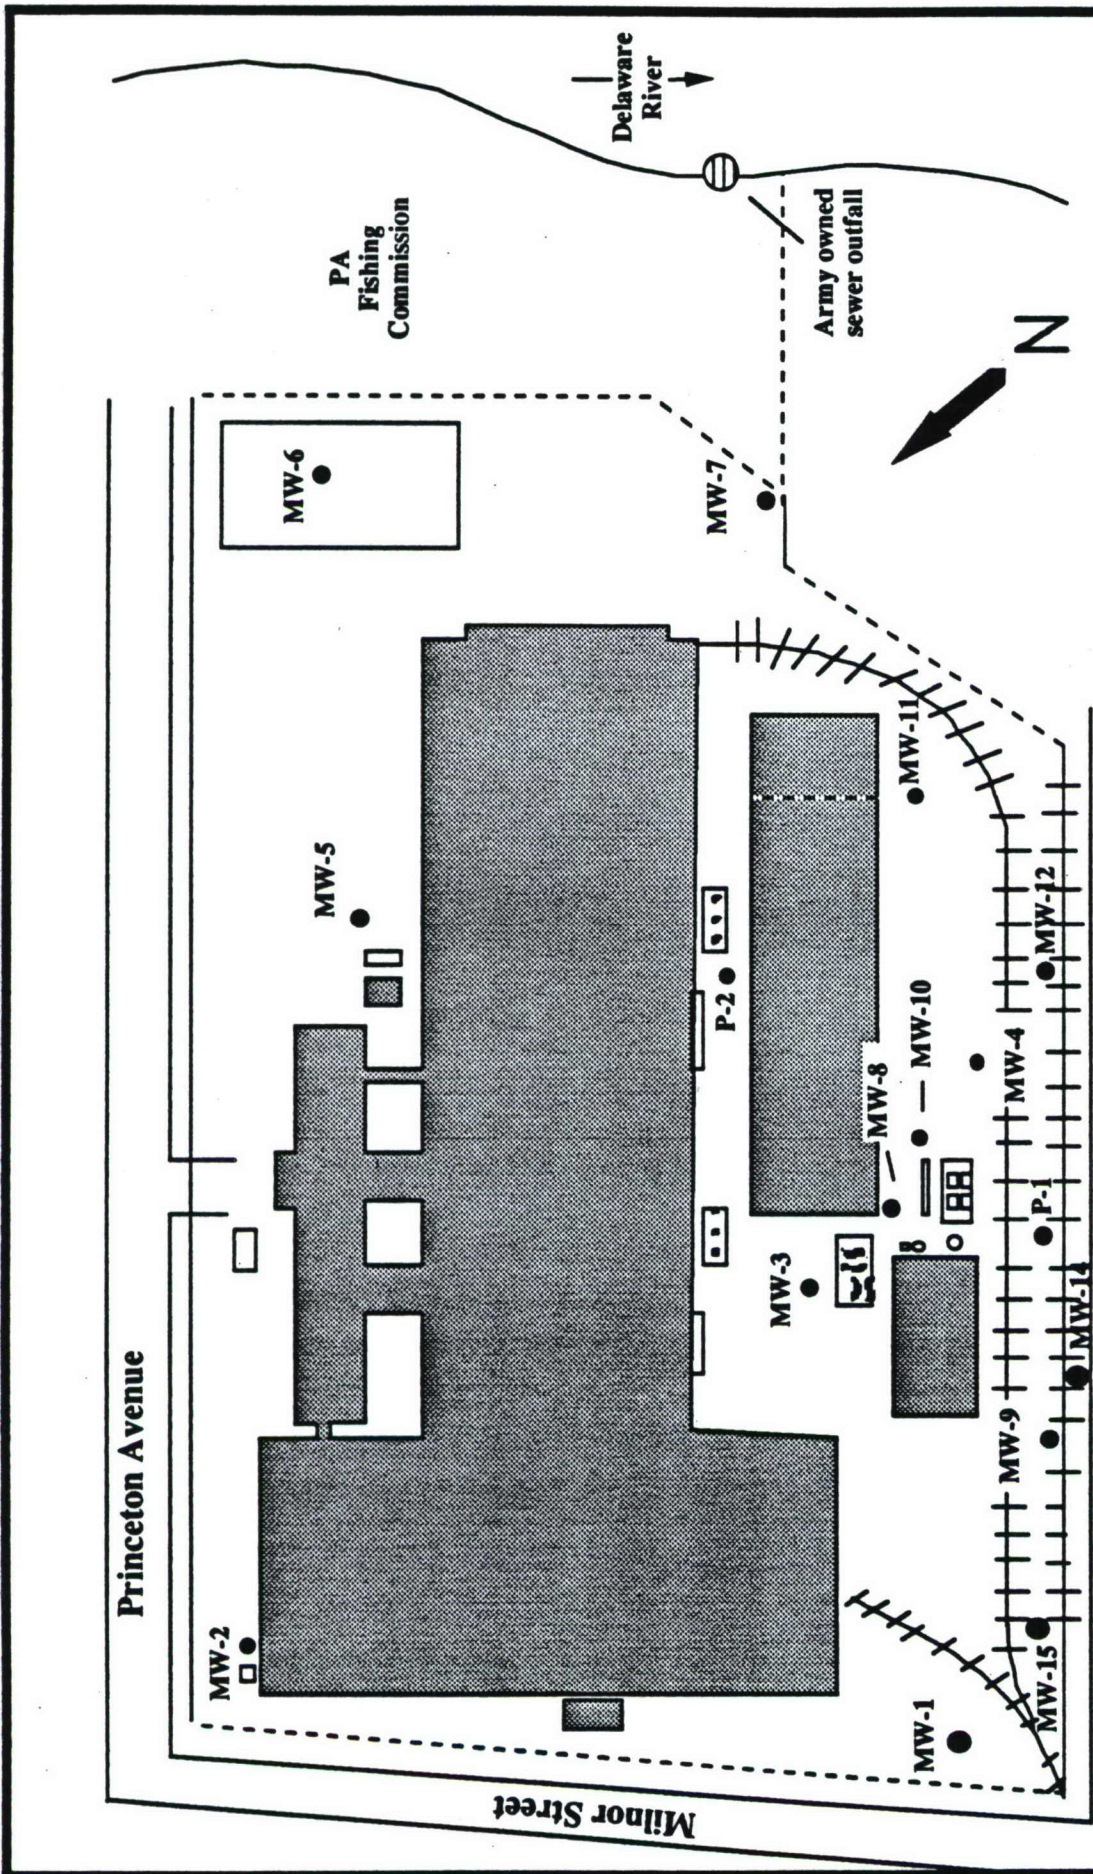 Princeton Avenue
Milnor Street
PA
Fishing
Commission
Delaware
River
Army owned
sewer outfall
N
MW-6
MW-7
MW-5
MW-11
MW-12
P-2
MW-10
MW-8
MW-4
MW-3
P-1
MW-14
MW-9
MW-2
MW-15
MW-1